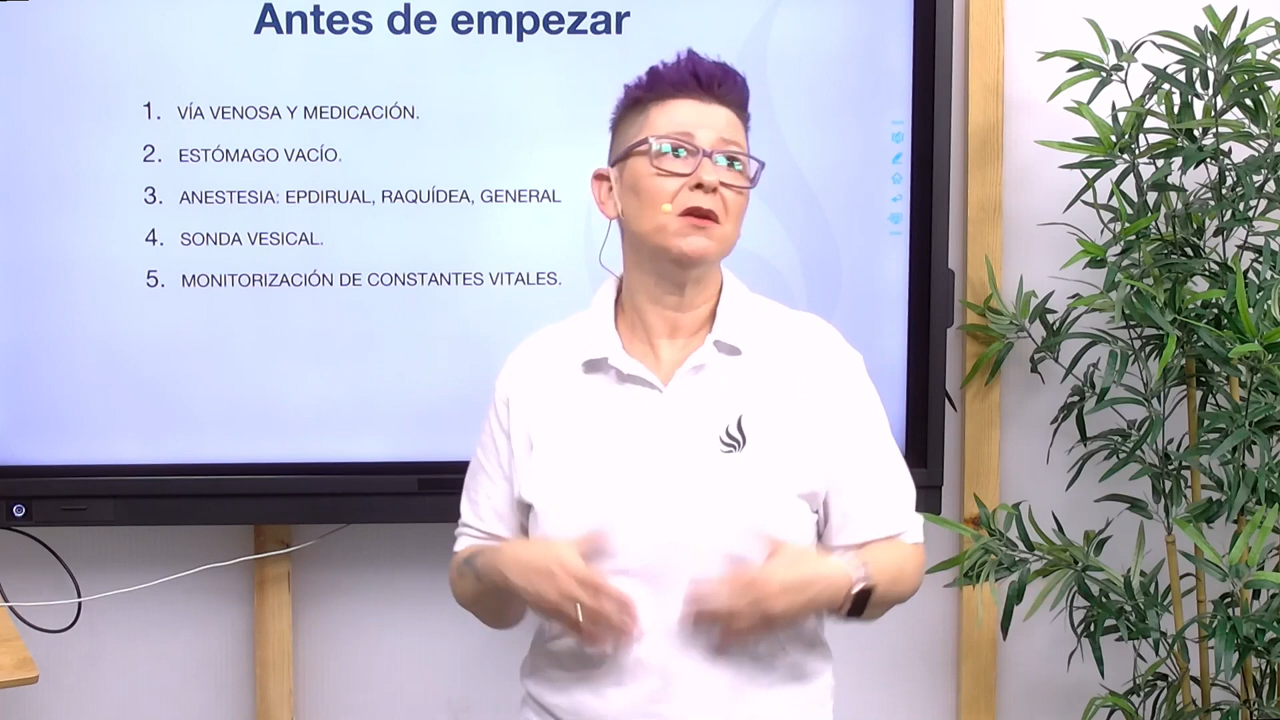 Antes de empezar
1. VÍA VENOSA Y MEDICACIÓN.
2. ESTÓMAGO VACÍO.
3. ANESTESIA: EPDIRUAL, RAQUÍDEA, GENERAL
4. SONDA VESICAL.
5. MONITORIZACIÓN DE CONSTANTES VITALES.